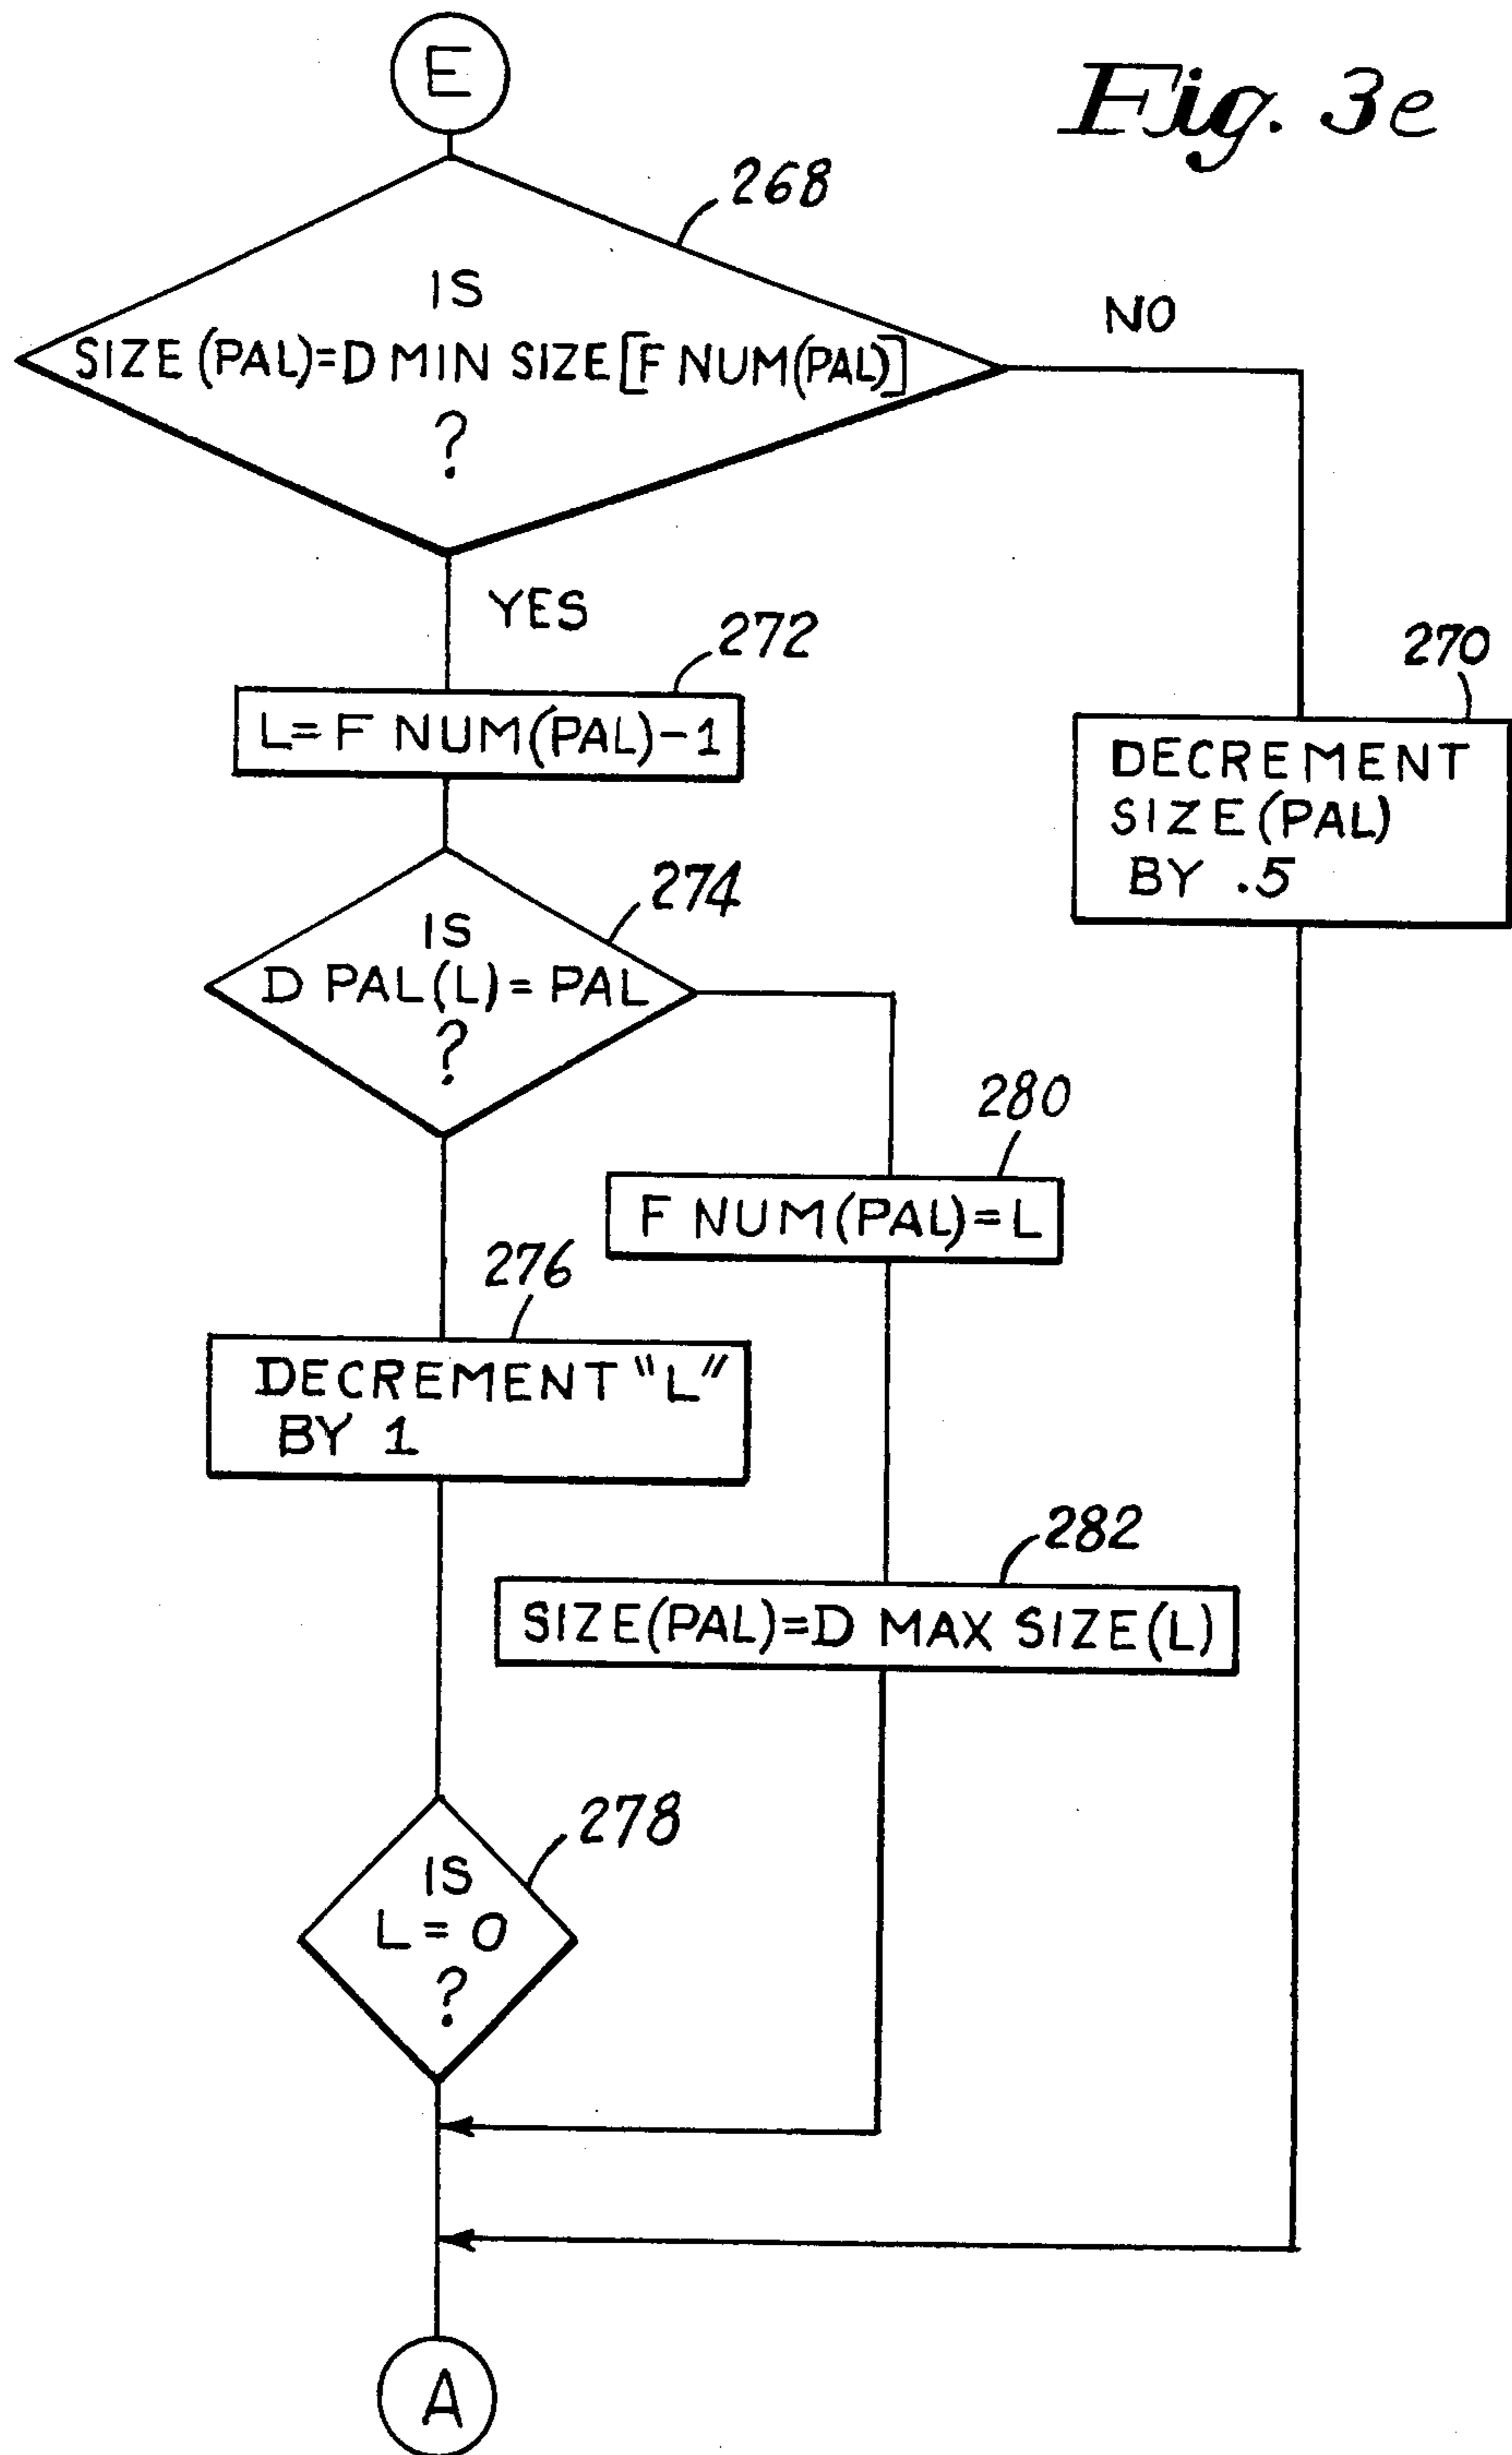 E
Fig. 3e
268
IS
SIZE (PAL)=D MIN SIZE[F NUM(PAL)]
?
NO
YES
272
L=F NUM(PAL)-1
270
DECREMENT
SIZE(PAL)
BY .5
274
IS
D PAL(L)=PAL
?
280
F NUM(PAL)=L
276
DECREMENT "L"
BY 1
282
SIZE(PAL)=D MAX SIZE(L)
278
IS
L=0
?
A